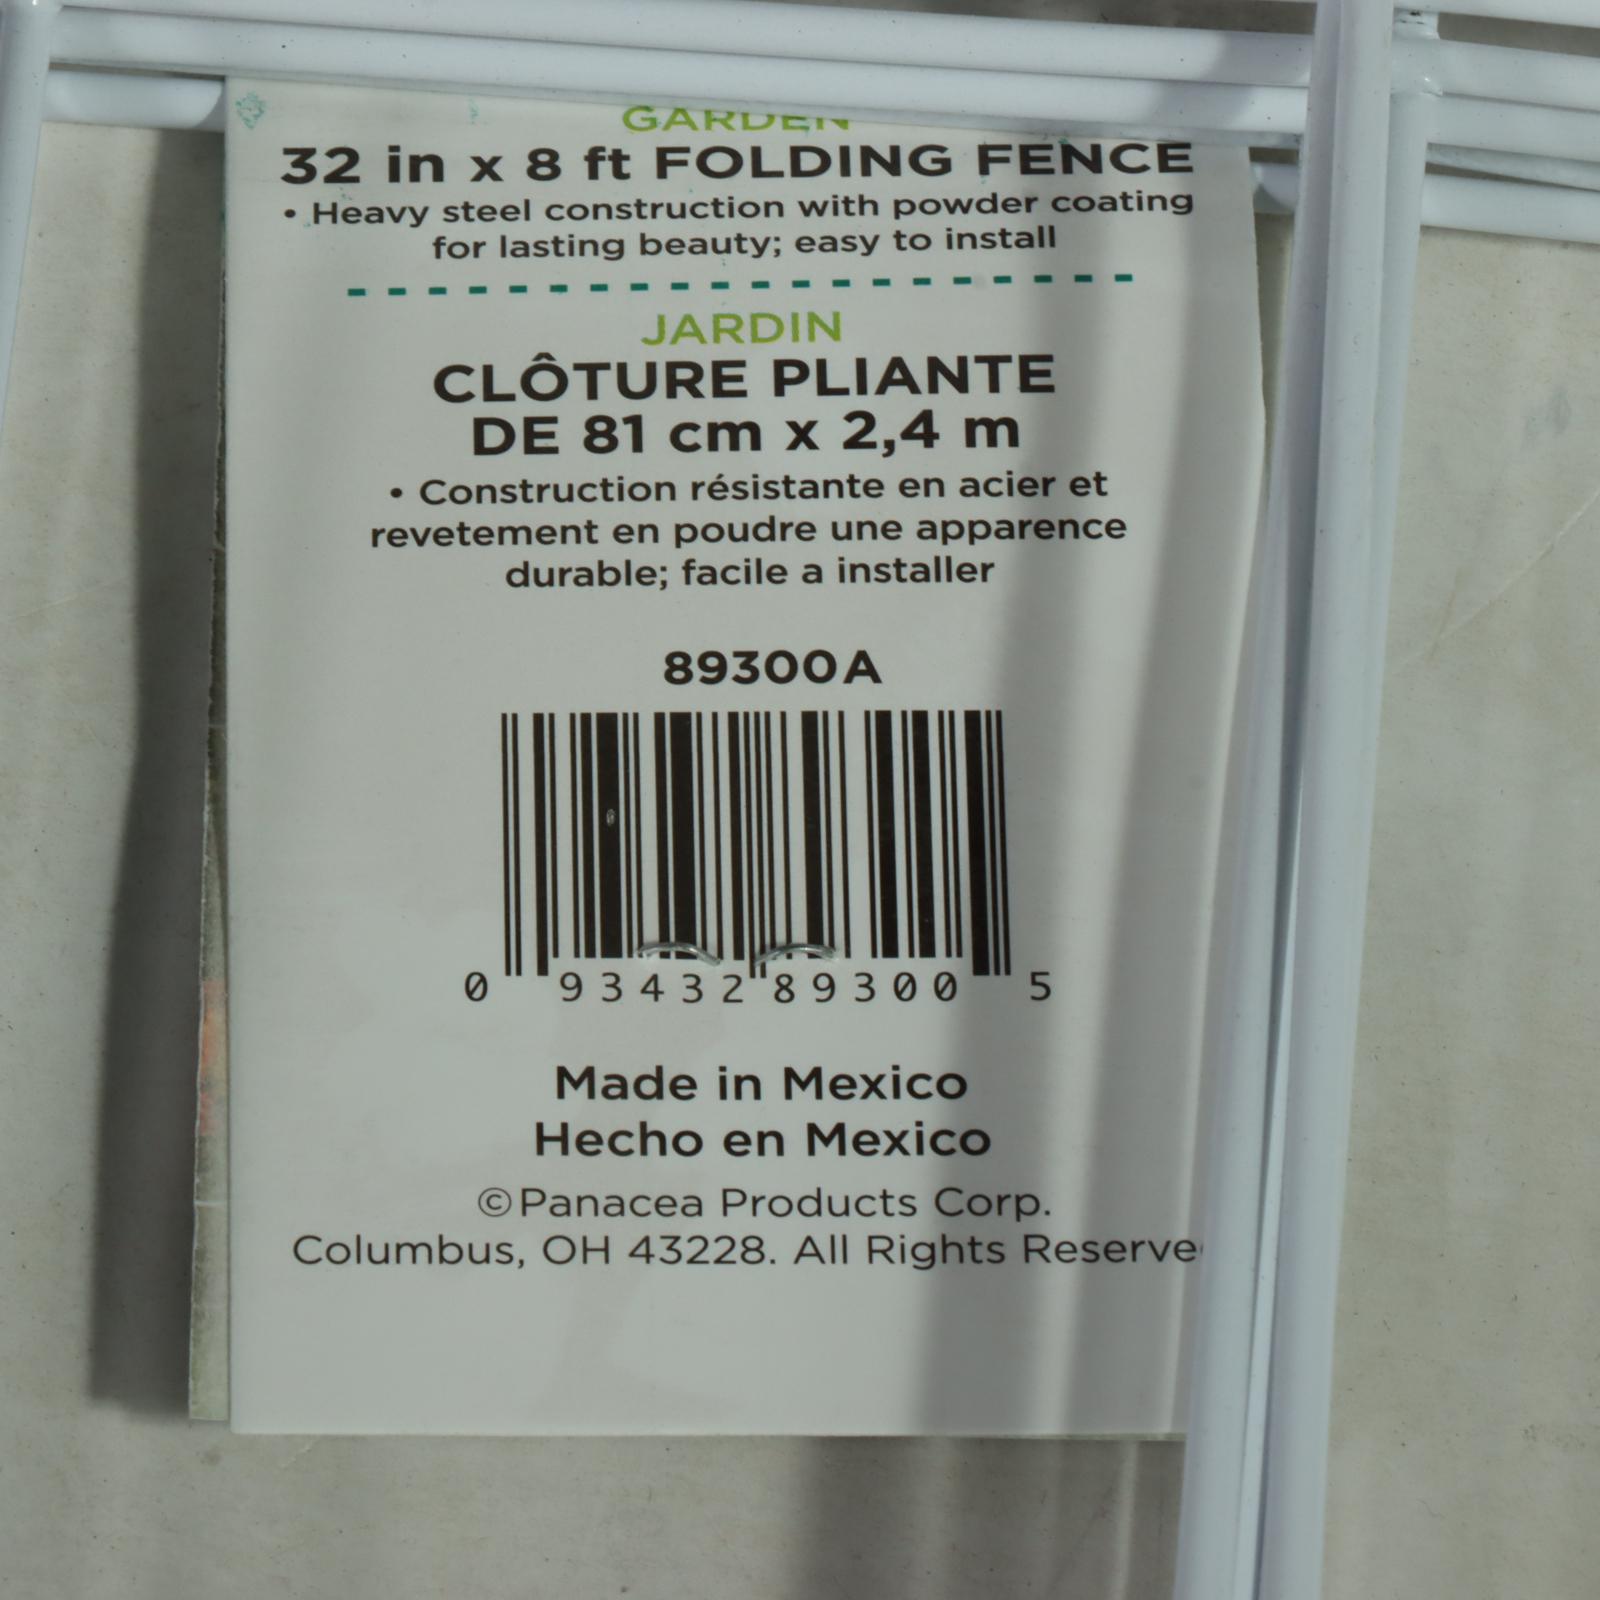 GARDEN
32 in x 8 ft FOLDING FENCE
• Heavy steel construction with powder coating
for lasting beauty; easy to install
JARDIN
CLÔTURE PLIANTE
DE 81 cm x 2,4 m
• Construction résistante en acier et
revetement en poudre une apparence
durable; facile a installer
89300A
0 93432 89300 5
Made in Mexico
Hecho en Mexico
©Panacea Products Corp.
Columbus, OH 43228. All Rights Reserve